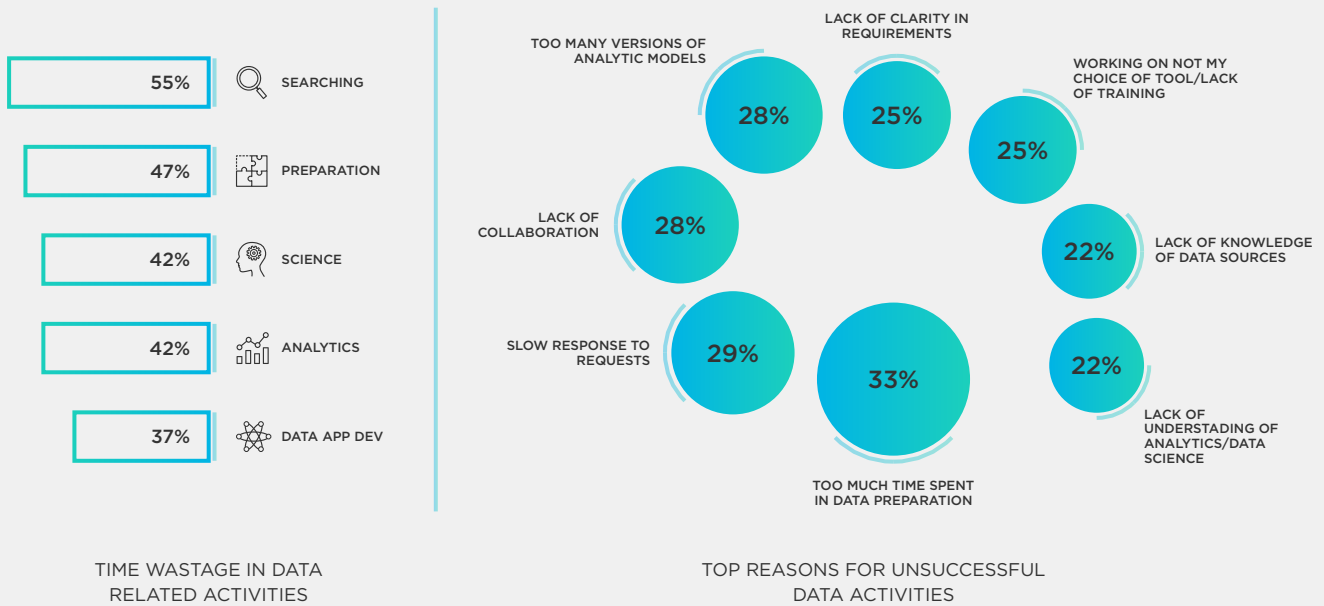 55%
SEARCHING
47%
PREPARATION
42%
SCIENCE
42%
ANALYTICS
37%
DATA APP DEV
TIME WASTAGE IN DATA
RELATED ACTIVITIES
TOO MANY VERSIONS OF
ANALYTIC MODELS
28%
LACK OF CLARITY IN
REQUIREMENTS
25%
WORKING ON NOT MY
CHOICE OF TOOL/LACK
OF TRAINING
25%
LACK OF
COLLABORATION
28%
22%
LACK OF KNOWLEDGE
OF DATA SOURCES
SLOW RESPONSE TO
REQUESTS
29%
33%
TOO MUCH TIME SPENT
IN DATA PREPARATION
22%
LACK OF
UNDERSTADING OF
ANALYTICS/DATA
SCIENCE
TOP REASONS FOR UNSUCCESSFUL
DATA ACTIVITIES